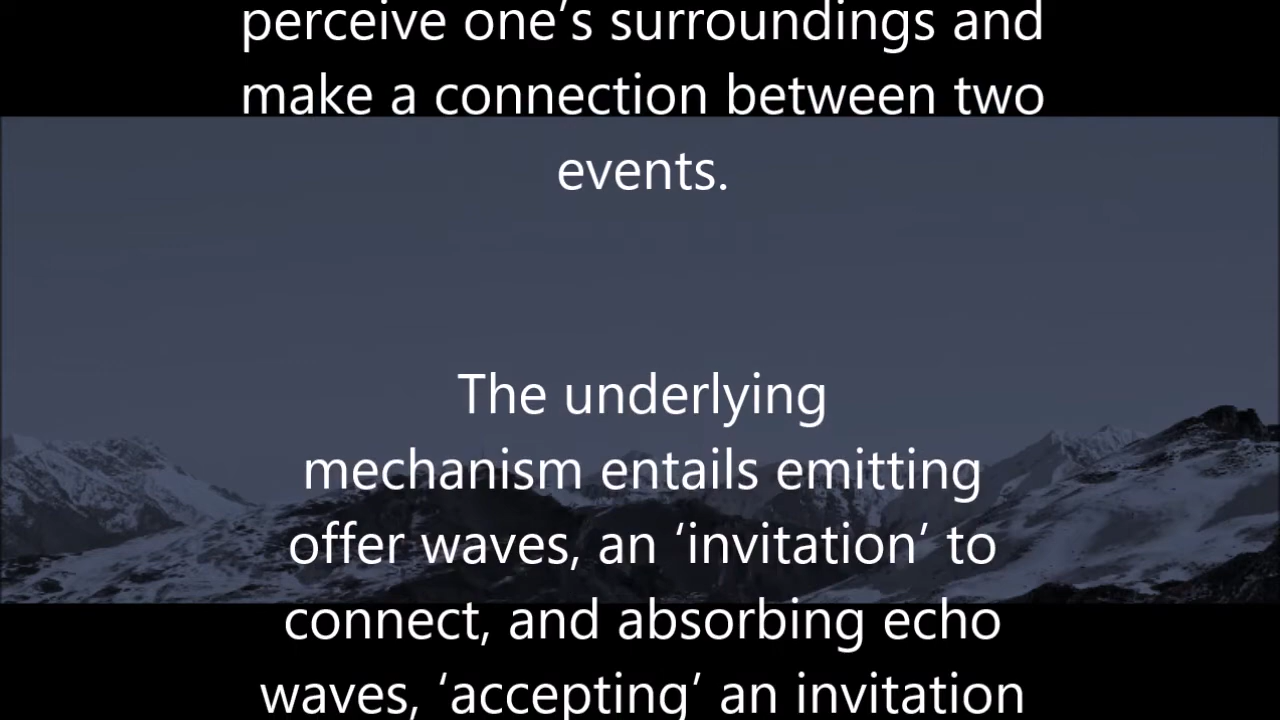 perceive one’s surroundings and
make a connection between two
events.
The underlying
mechanism entails emitting
offer waves, an ‘invitation’ to
connect, and absorbing echo
waves, ‘accepting’ an invitation